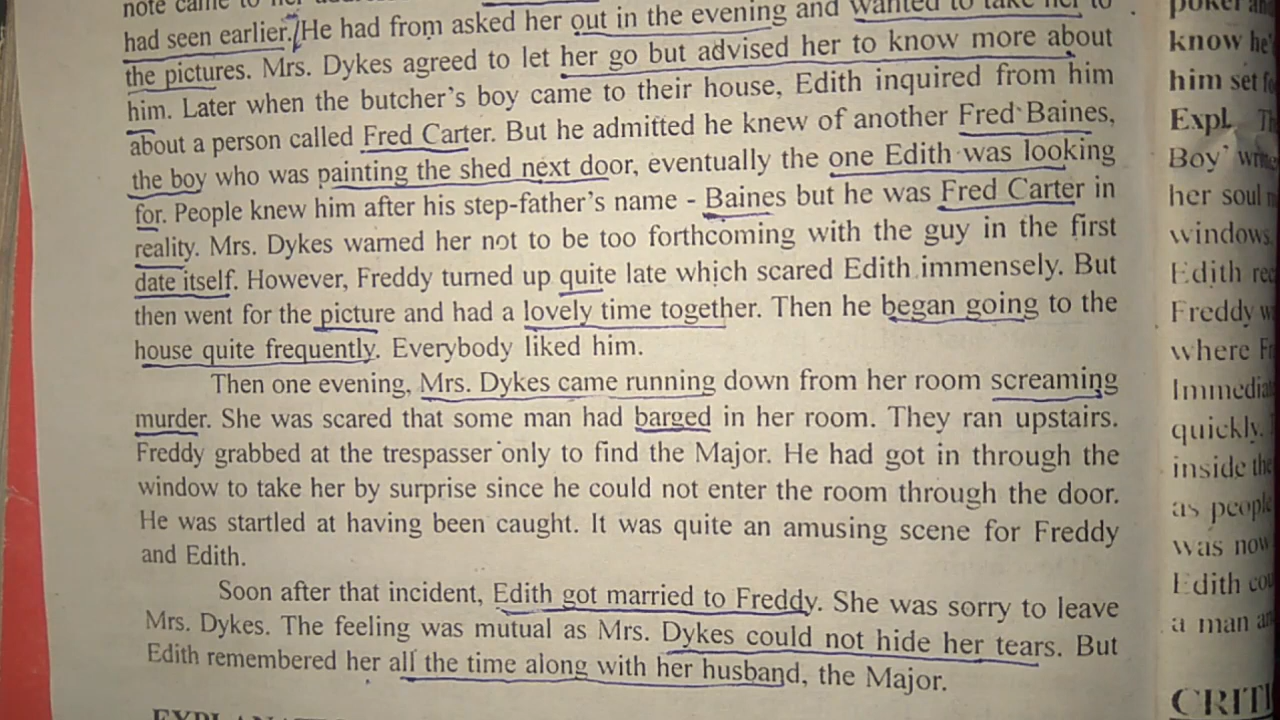 note came to her
had seen earlier. He had from asked her out in the evening and wanted to take her to
the pictures. Mrs. Dykes agreed to let her go but advised her to know more about
him. Later when the butcher's boy came to their house, Edith inquired from him
about a person called Fred Carter. But he admitted he knew of another Fred Baines,
the boy who was painting the shed next door, eventually the one Edith was looking
for. People knew him after his step-father's name - Baines but he was Fred Carter in
reality. Mrs. Dykes warned her not to be too forthcoming with the guy in the first
date itself. However, Freddy turned up quite late which scared Edith immensely. But
then went for the picture and had a lovely time together. Then he began going to the
house quite frequently. Everybody liked him.
Then one evening, Mrs. Dykes came running down from her room screaming
murder. She was scared that some man had barged in her room. They ran upstairs.
Freddy grabbed at the trespasser only to find the Major. He had got in through the
window to take her by surprise since he could not enter the room through the door.
He was startled at having been caught. It was quite an amusing scene for Freddy
and Edith.
Soon after that incident, Edith got married to Freddy. She was sorry to leave
Mrs. Dykes. The feeling was mutual as Mrs. Dykes could not hide her tears. But
Edith remembered her all the time along with her husband, the Major.
know he'
him set
Expl.
Boy'
her soul
windows.
Edith
Freddy
where
quickly.
inside the
as people
was now
Edith
a man